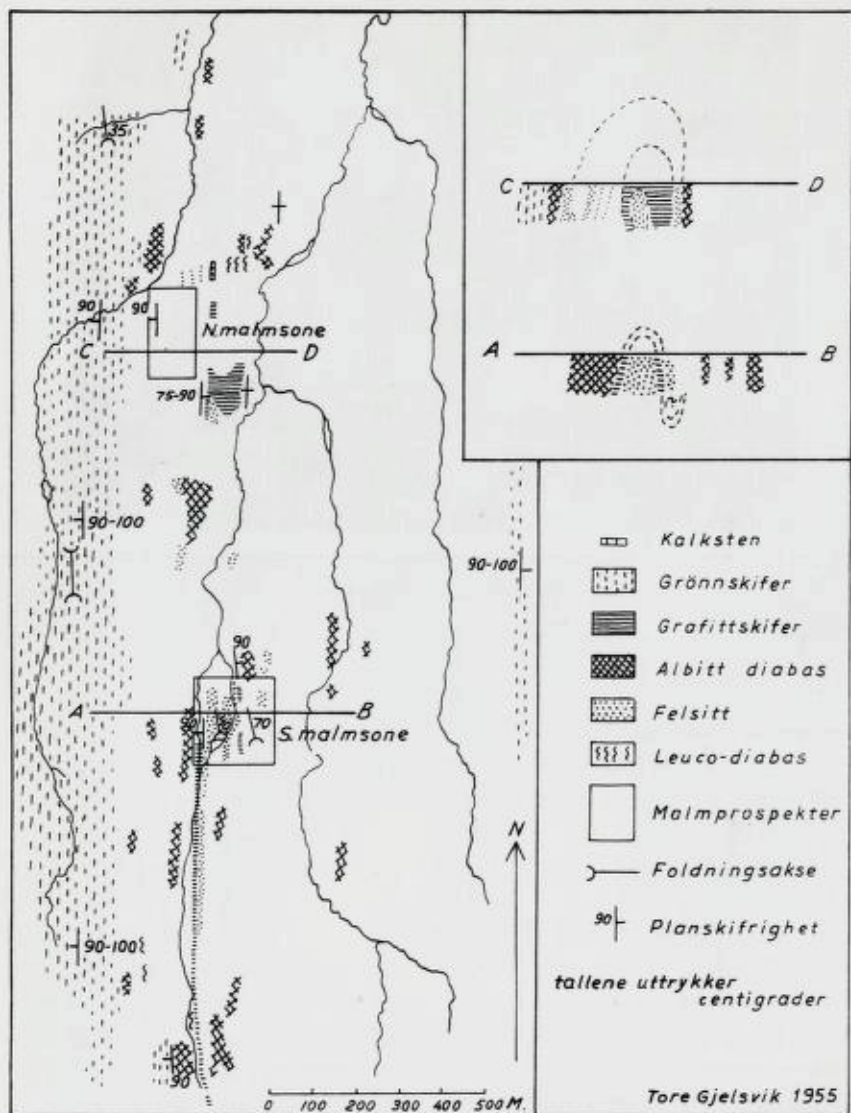 35
C
D
A
B
90
90
N. malmsone
C
D
75-90
90-100
90-100
90
A
B
70
S. malmsone
90-100
90
N
0 100 200 300 400 500 M.
Kalksten
Grönnskifer
Grafittskifer
Albitt diabas
Felsitt
Leuco-diabas
Malmprospekter
Foldningsakse
90 Planskifrighet
tallene uttrykker
centigrader
Tore Gjelsvik 1955